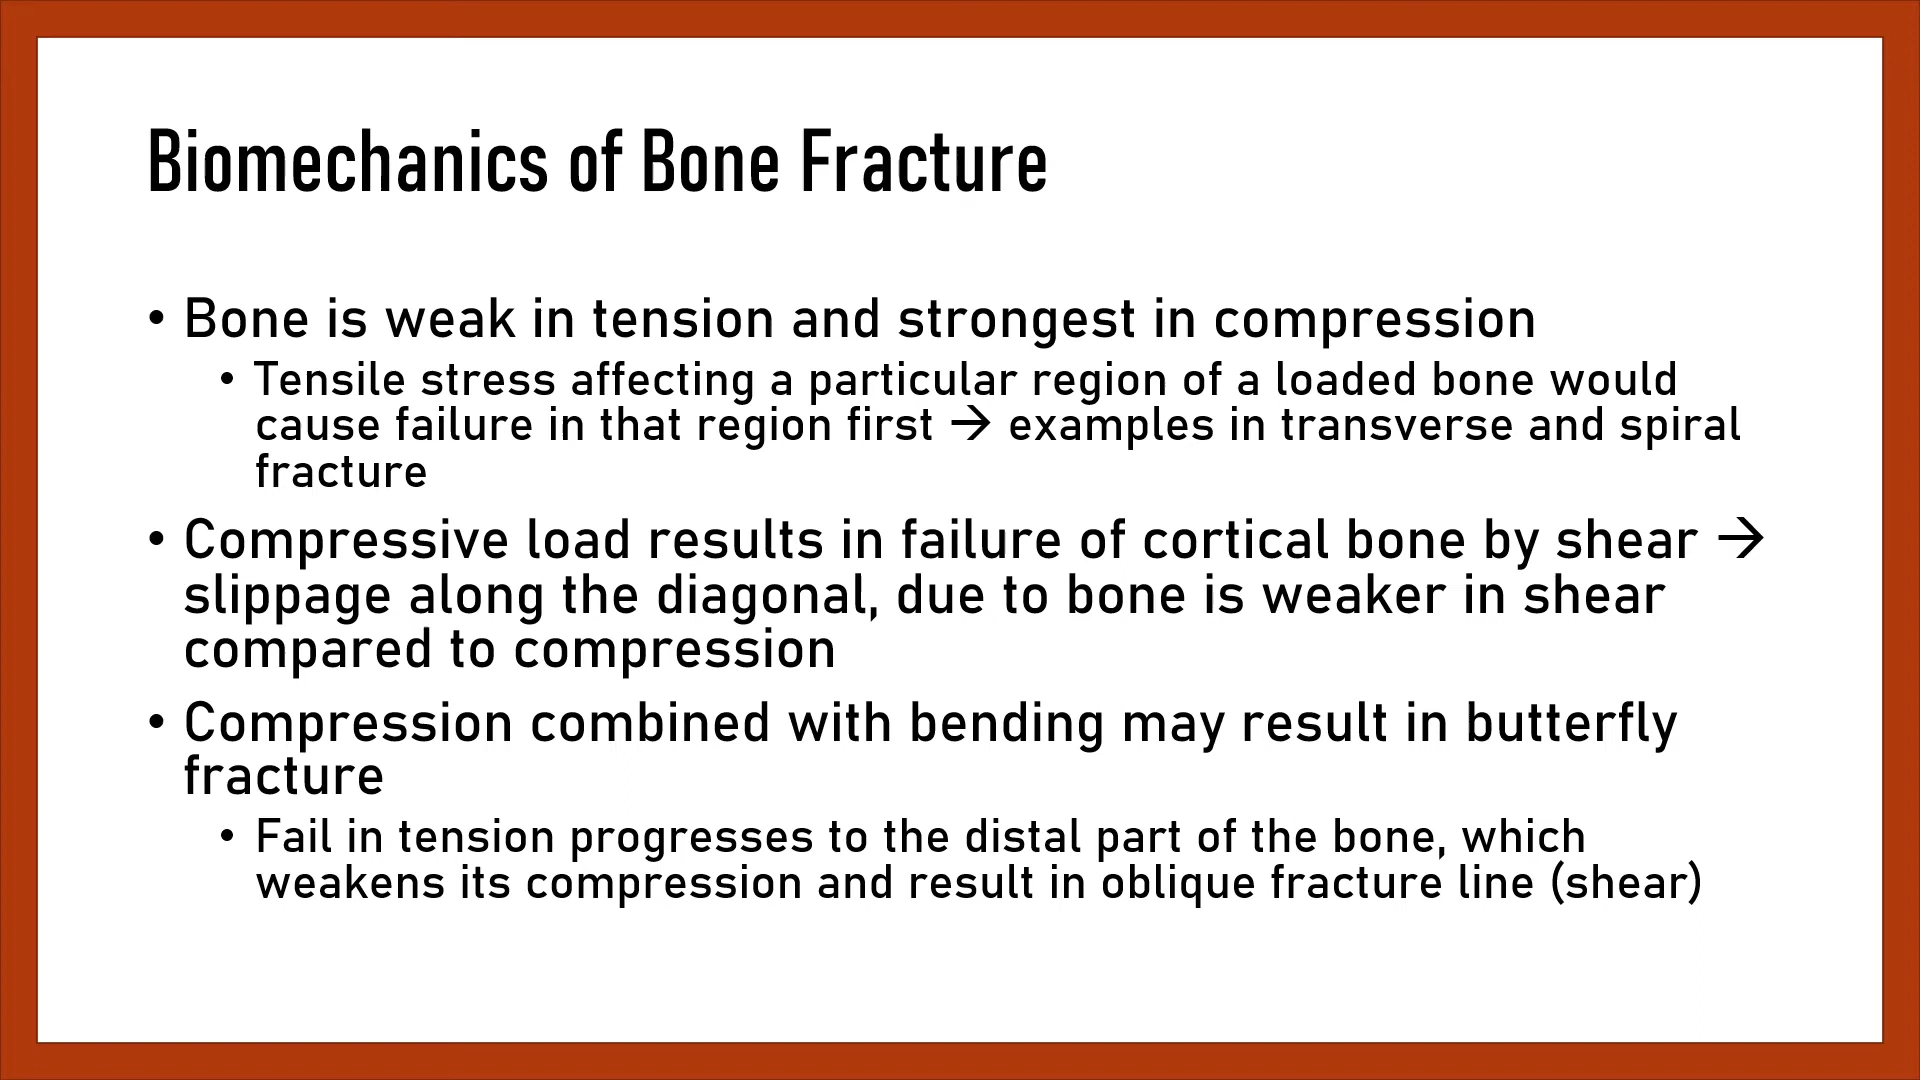 Biomechanics of Bone Fracture
• Bone is weak in tension and strongest in compression
• Tensile stress affecting a particular region of a loaded bone would
cause failure in that region first → examples in transverse and spiral
fracture
• Compressive load results in failure of cortical bone by shear →
slippage along the diagonal, due to bone is weaker in shear
compared to compression
• Compression combined with bending may result in butterfly
fracture
• Fail in tension progresses to the distal part of the bone, which
weakens its compression and result in oblique fracture line (shear)